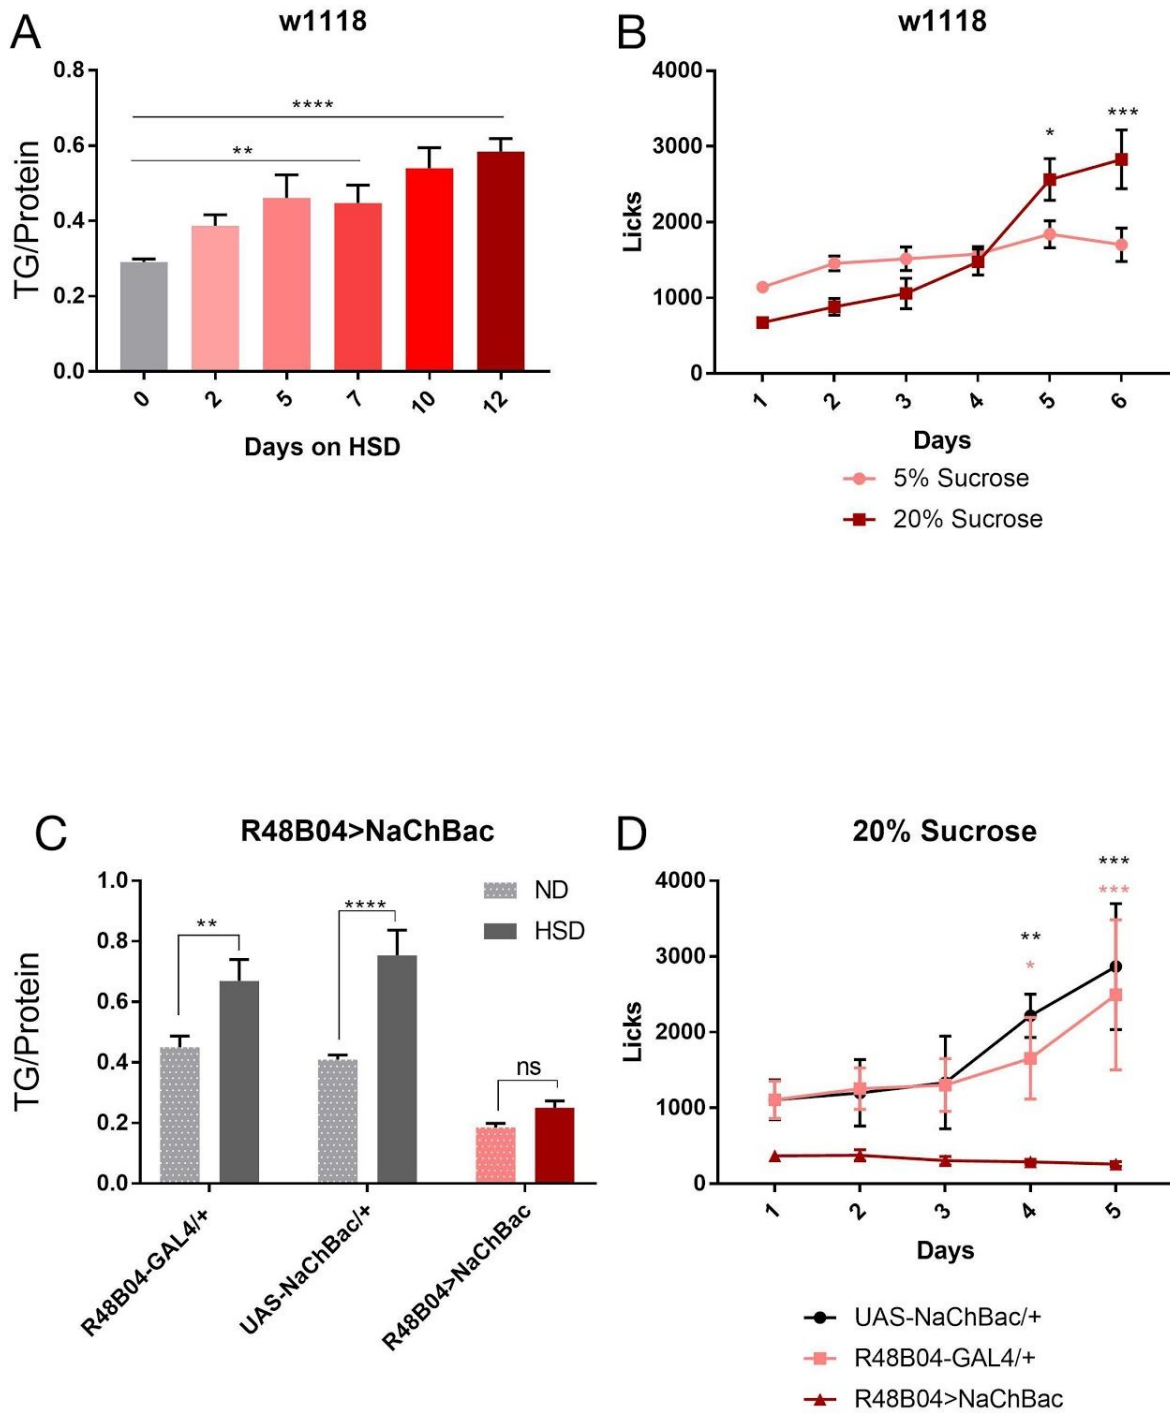 A
w1118
TG/Protein
0.8
0.6
0.4
0.2
0.0
****
**
0
2
5
7
10
12
Days on HSD
B
w1118
Licks
4000
3000
2000
1000
0
*
***
1
2
3
4
5
6
Days
5% Sucrose
20% Sucrose
C
R48B04>NaChBac
TG/Protein
1.0
0.8
0.6
0.4
0.2
0.0
**
****
ns
ND
HSD
R48B04-GAL4/+
UAS-NaChBac/+
R48B04>NaChBac
D
20% Sucrose
Licks
4000
3000
2000
1000
0
**
*
***
***
1
2
3
4
5
Days
UAS-NaChBac/+
R48B04-GAL4/+
R48B04>NaChBac